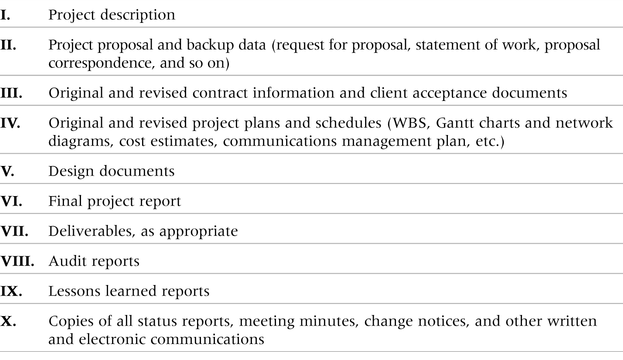 I. Project description
II. Project proposal and backup data (request for proposal, statement of work, proposal
correspondence, and so on)
III. Original and revised contract information and client acceptance documents
IV. Original and revised project plans and schedules (WBS, Gantt charts and network
diagrams, cost estimates, communications management plan, etc.)
V. Design documents
VI. Final project report
VII. Deliverables, as appropriate
VIII. Audit reports
IX. Lessons learned reports
X. Copies of all status reports, meeting minutes, change notices, and other written
and electronic communications